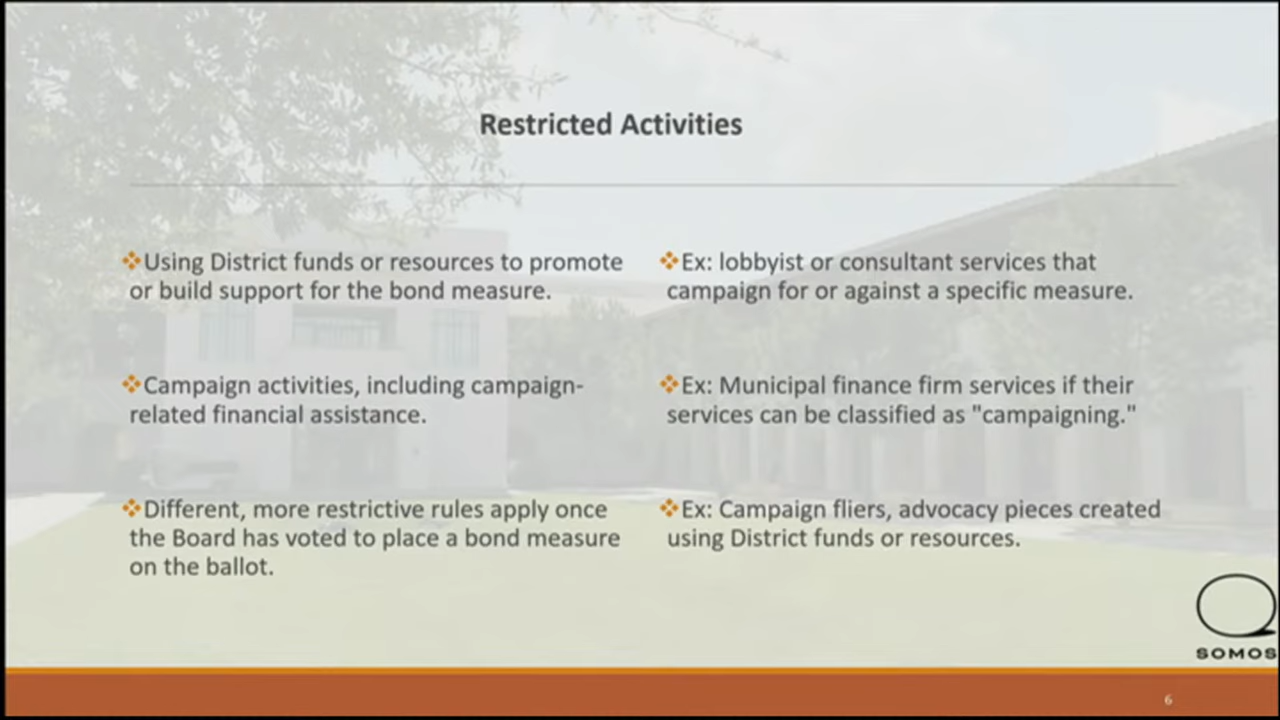 Restricted Activities
❖Using District funds or resources to promote
or build support for the bond measure.
❖Campaign activities, including campaign-
related financial assistance.
❖Different, more restrictive rules apply once
the Board has voted to place a bond measure
on the ballot.
❖Ex: lobbyist or consultant services that
campaign for or against a specific measure.
❖Ex: Municipal finance firm services if their
services can be classified as "campaigning."
❖Ex: Campaign fliers, advocacy pieces created
using District funds or resources.
SOMOS
6